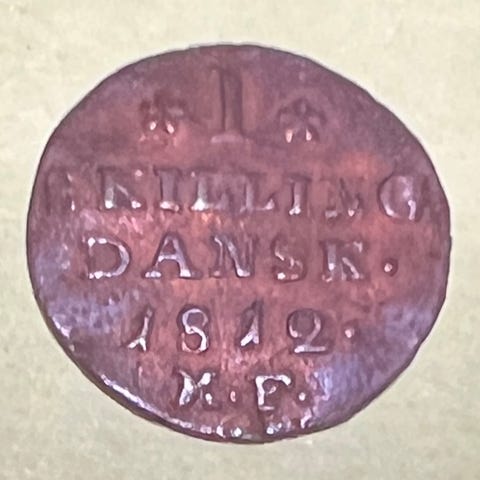 * 1 *
SKILLING
DANSK.
1812.
M.F.